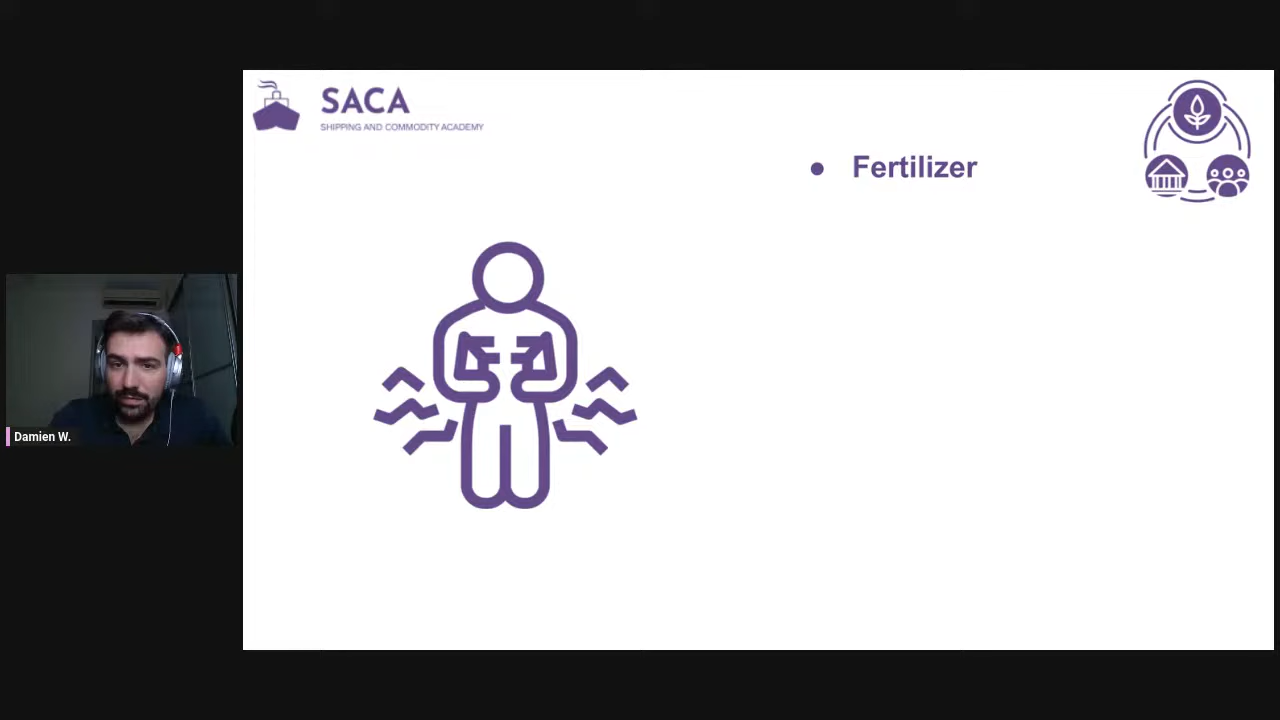 SACA
SHIPPING AND COMMODITY ACADEMY
● Fertilizer
Damien W.